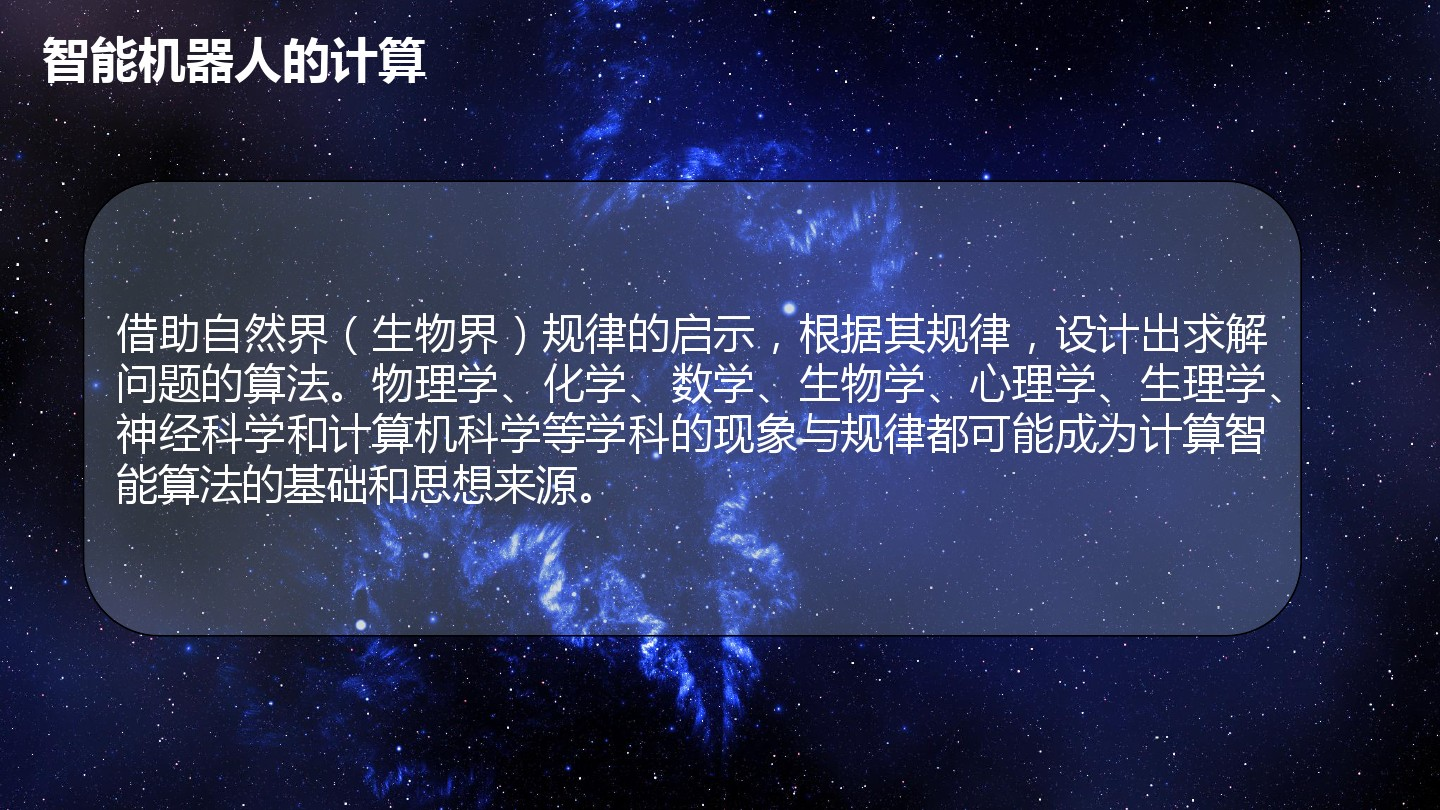 智能机器人的计算
借助自然界（生物界）规律的启示，根据其规律，设计出求解
问题的算法。物理学、化学、数学、生物学、心理学、生理学、
神经科学和计算机科学等学科的现象与规律都可能成为计算智
能算法的基础和思想来源。